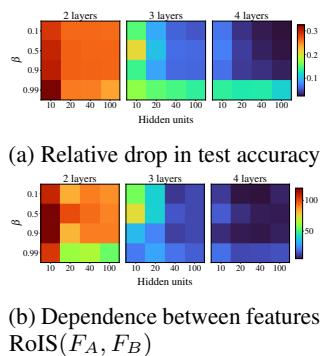 2 layers 3 layers 4 layers
0.1
0.5
0.9
0.99
β
10 20 40 100 10 20 40 100 10 20 40 100
Hidden units
0.3
0.2
0.1
(a) Relative drop in test accuracy
2 layers 3 layers 4 layers
0.1
0.5
0.9
0.99
β
10 20 40 100 10 20 40 100 10 20 40 100
Hidden units
100
50
(b) Dependence between features
RoIS(F_A, F_B)